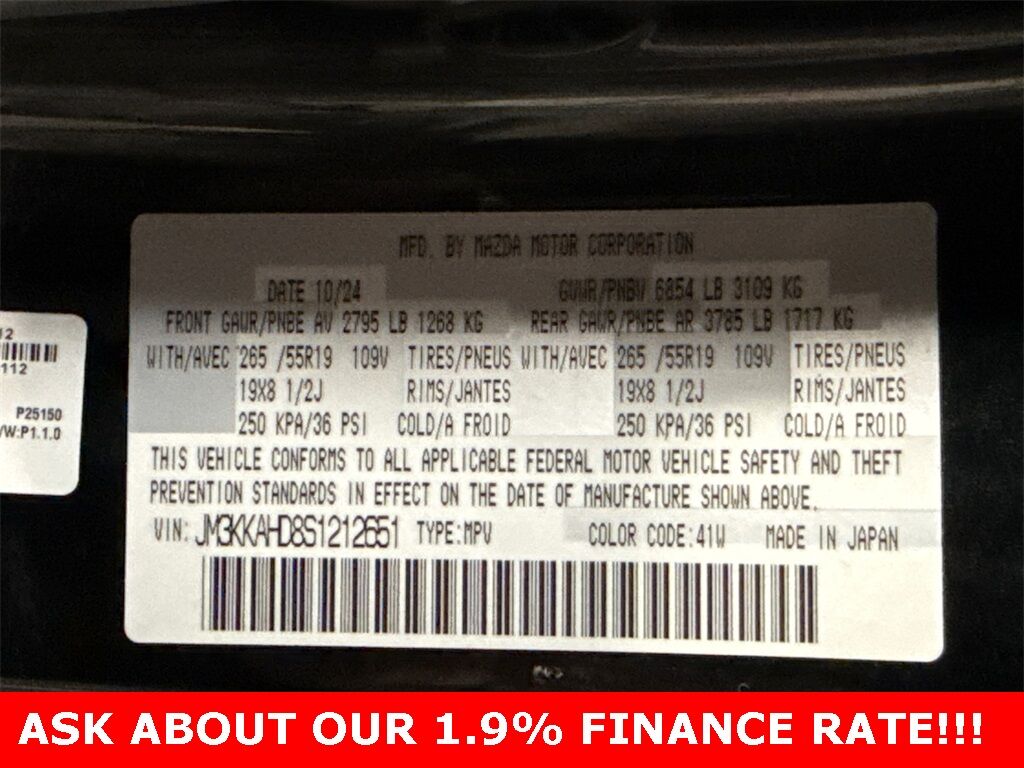 MFD. BY MAZDA MOTOR CORPORATION
DATE 10/24 GVWR/PNBV 6854 LB 3109 KG
FRONT GAWR/PNBE AV 2795 LB 1268 KG REAR GAWR/PNBE AR 3785 LB 1717 KG
WITH/AVEC 265 /55R19 109V TIRES/PNEUS WITH/AVEC 265 /55R19 109V TIRES/PNEUS
19X8 1/2J RIMS/JANTES 19X8 1/2J RIMS/JANTES
250 KPA/36 PSI COLD/A FROID 250 KPA/36 PSI COLD/A FROID
THIS VEHICLE CONFORMS TO ALL APPLICABLE FEDERAL MOTOR VEHICLE SAFETY AND THEFT
PREVENTION STANDARDS IN EFFECT ON THE DATE OF MANUFACTURE SHOWN ABOVE.
VIN: JM3KKAHD8S1212651 TYPE:MPV COLOR CODE:41W MADE IN JAPAN
12
112
P25150
/W:P1.1.0
ASK ABOUT OUR 1.9% FINANCE RATE!!!